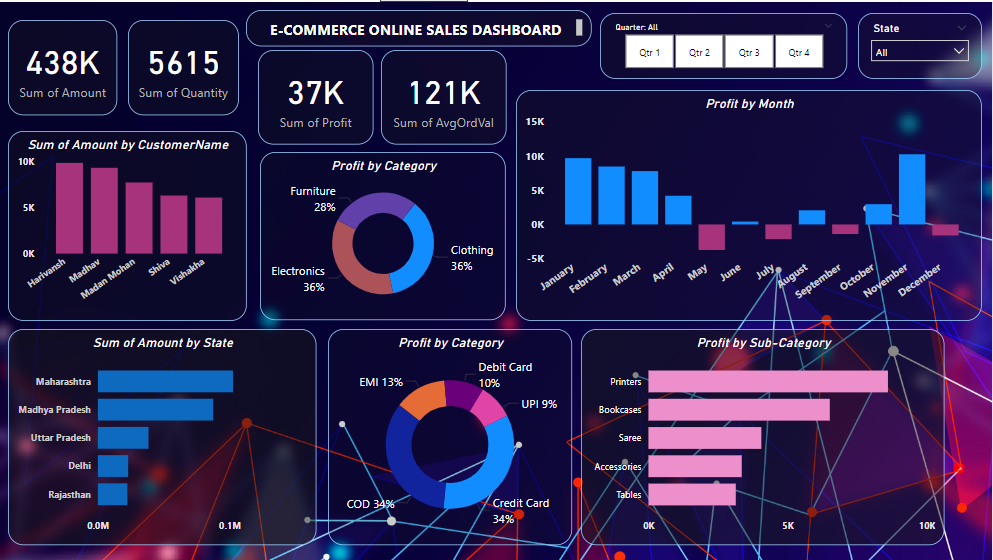 E-COMMERCE ONLINE SALES DASHBOARD
438K
Sum of Amount
5615
Sum of Quantity
37K
Sum of Profit
121K
Sum of AvgOrdVal
Quarter: All
Qtr 1
Qtr 2
Qtr 3
Qtr 4
State
All
Sum of Amount by CustomerName
10K
5K
0K
Harivansh
Madhav
Madan Mohan
Shiva
Vishakha
Profit by Category
Furniture
28%
Clothing
36%
Electronics
36%
Profit by Month
15K
10K
5K
0K
-5K
January
February
March
April
May
June
July
August
September
October
November
December
Sum of Amount by State
Maharashtra
Madhya Pradesh
Uttar Pradesh
Delhi
Rajasthan
0.0M
0.1M
Profit by Category
Debit Card
10%
EMI 13%
UPI 9%
COD 34%
Credit Card
34%
Profit by Sub-Category
Printers
Bookcases
Saree
Accessories
Tables
0K
5K
10K